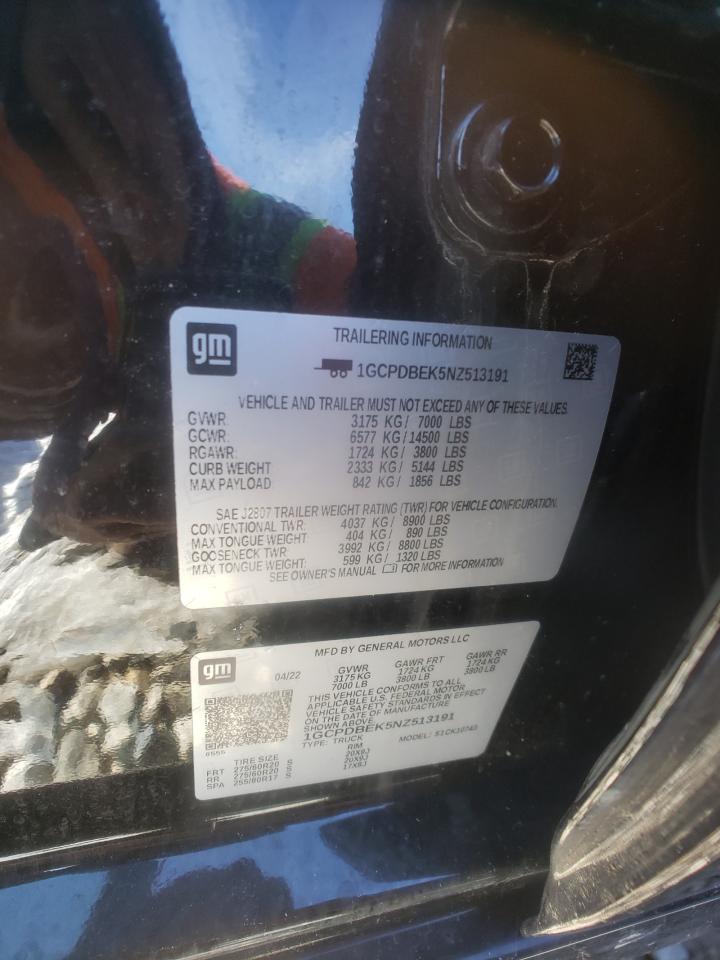 gm
TRAILERING INFORMATION
1GCPDBEK5NZ513191
VEHICLE AND TRAILER MUST NOT EXCEED ANY OF THESE VALUES.
GVWR: 3175 KG / 7000 LBS
GCWR: 6577 KG / 14500 LBS
RGAWR: 1724 KG / 3800 LBS
CURB WEIGHT: 2333 KG / 5144 LBS
MAX PAYLOAD: 842 KG / 1856 LBS
SAE J2807 TRAILER WEIGHT RATING (TWR) FOR VEHICLE CONFIGURATION.
CONVENTIONAL TWR: 4037 KG / 8900 LBS
MAX TONGUE WEIGHT: 404 KG / 890 LBS
GOOSENECK TWR: 3992 KG / 8800 LBS
MAX TONGUE WEIGHT: 599 KG / 1320 LBS
SEE OWNER'S MANUAL FOR MORE INFORMATION
gm
MFD BY GENERAL MOTORS LLC
04/22 GVWR GAWR FRT GAWR RR
3175 KG 1724 KG 1724 KG
7000 LB 3800 LB 3800 LB
THIS VEHICLE CONFORMS TO ALL
APPLICABLE U.S. FEDERAL MOTOR
VEHICLE SAFETY STANDARDS IN EFFECT
ON THE DATE OF MANUFACTURE
SHOWN ABOVE.
1GCPDBEK5NZ513191
TYPE: TRUCK MODEL: S1CK10743
8555
TIRE SIZE RIM
FRT 275/60R20 S 20X9J
RR 275/60R20 S 20X9J
SPA 255/80R17 S 17X8J